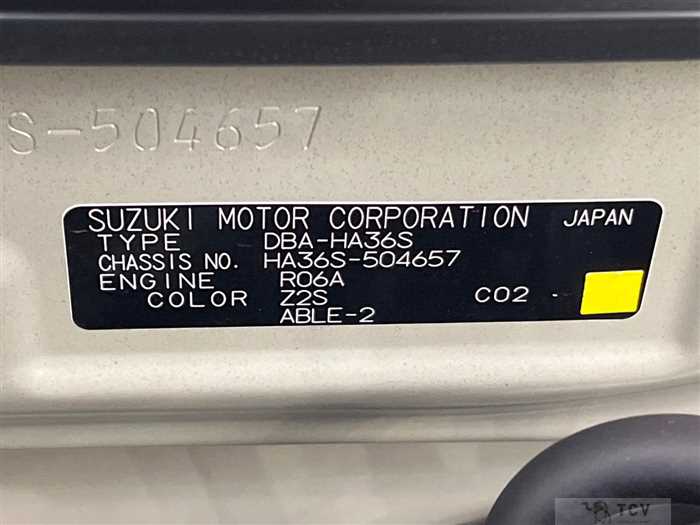 S-504657
SUZUKI MOTOR CORPORATION JAPAN
TYPE DBA-HA36S
CHASSIS NO. HA36S-504657
ENGINE R06A
COLOR Z2S CO2 -
ABLE-2
TCV